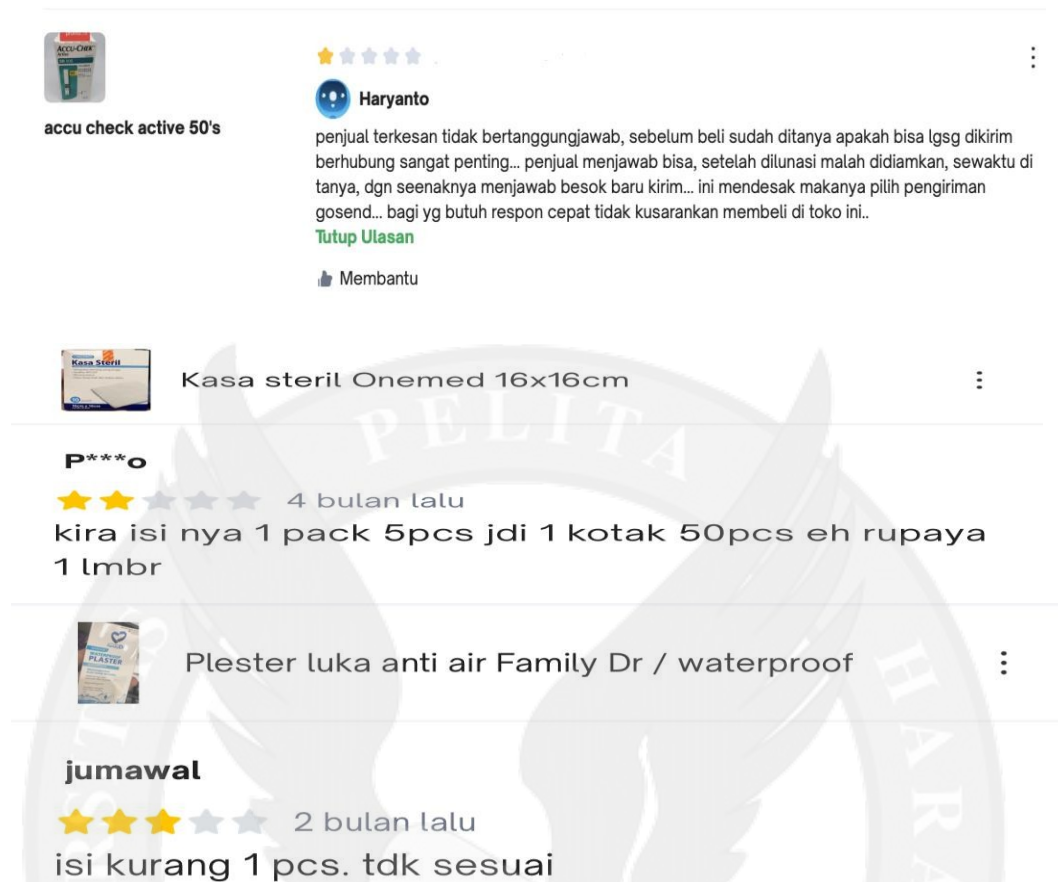 ACCU-CHEK
accu check active 50's
Haryanto
penjual terkesan tidak bertanggungjawab, sebelum beli sudah ditanya apakah bisa lgsg dikirim
berhubung sangat penting... penjual menjawab bisa, setelah dilunasi malah didiamkan, sewaktu di
tanya, dgn seenaknya menjawab besok baru kirim... ini mendesak makanya pilih pengiriman
gosend... bagi yg butuh respon cepat tidak kusarankan membeli di toko ini..
Tutup Ulasan
Membantu
Kasa Steril
Kasa steril Onemed 16x16cm
PELITA
P***o
4 bulan lalu
kira isi nya 1 pack 5pcs jdi 1 kotak 50pcs eh rupaya
1 lmbr
PLASTER
Plester luka anti air Family Dr / waterproof
HARA
jumawal
2 bulan lalu
isi kurang 1 pcs. tdk sesuai